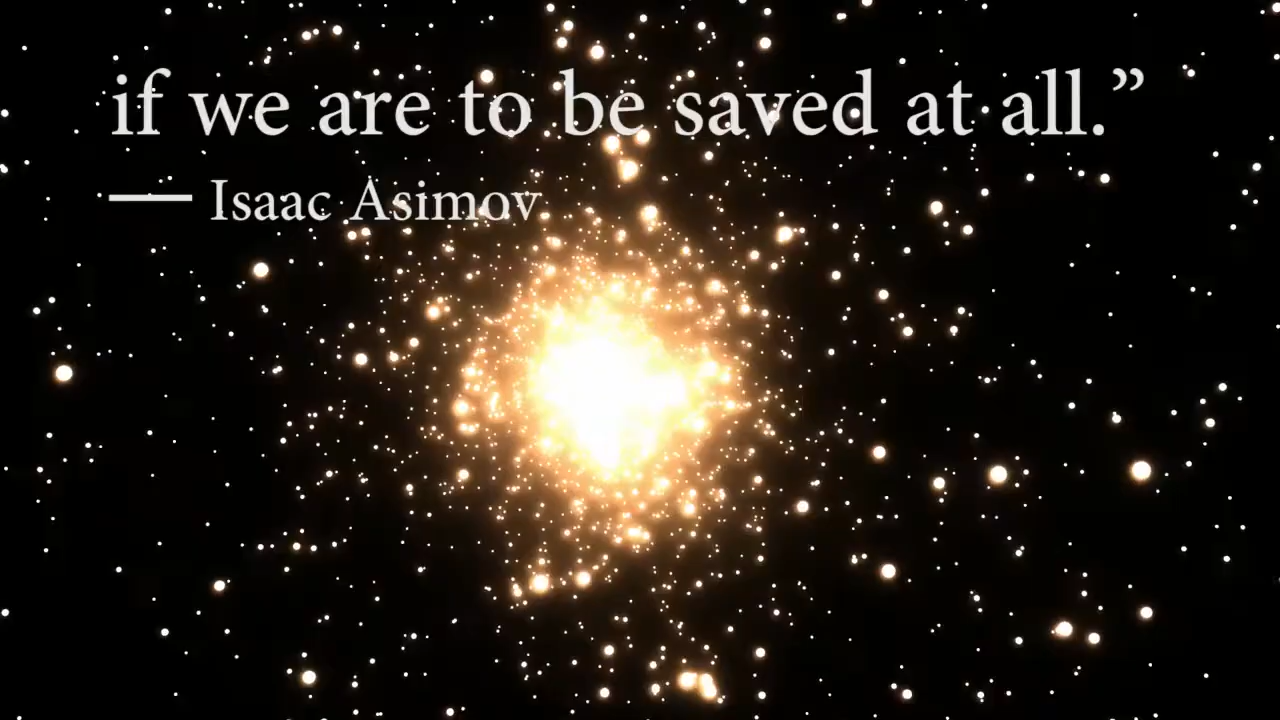 if we are to be saved at all.”
— Isaac Asimov